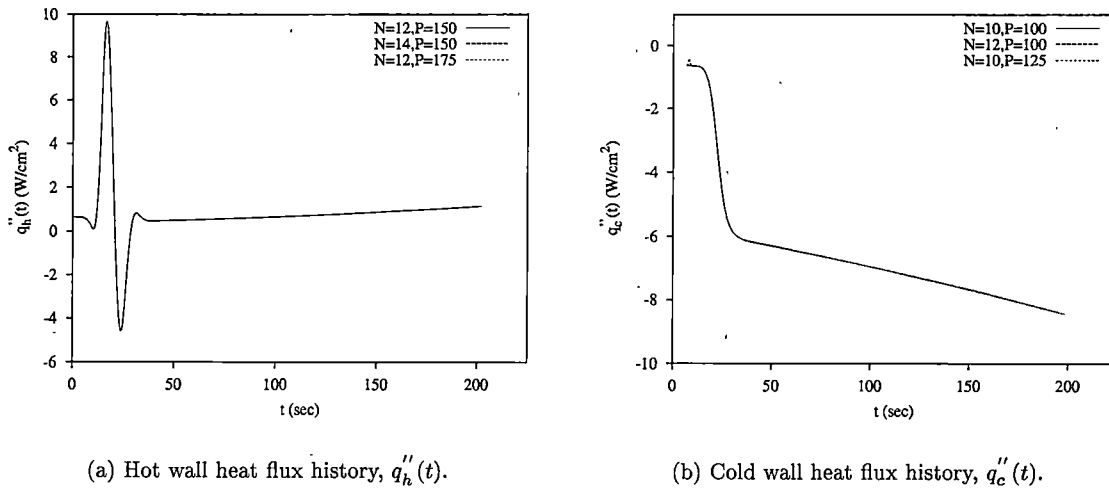 10
8
6
4
2
0
-2
-4
-6
q''h(t) (W/cm²)
N=12,P=150
N=14,P=150
N=12,P=175
0
50
100
150
200
t (sec)
(a) Hot wall heat flux history, q''h(t).
0
-2
-4
-6
-8
-10
q''c(t) (W/cm²)
N=10,P=100
N=12,P=100
N=10,P=125
0
50
100
150
200
t (sec)
(b) Cold wall heat flux history, q''c(t).